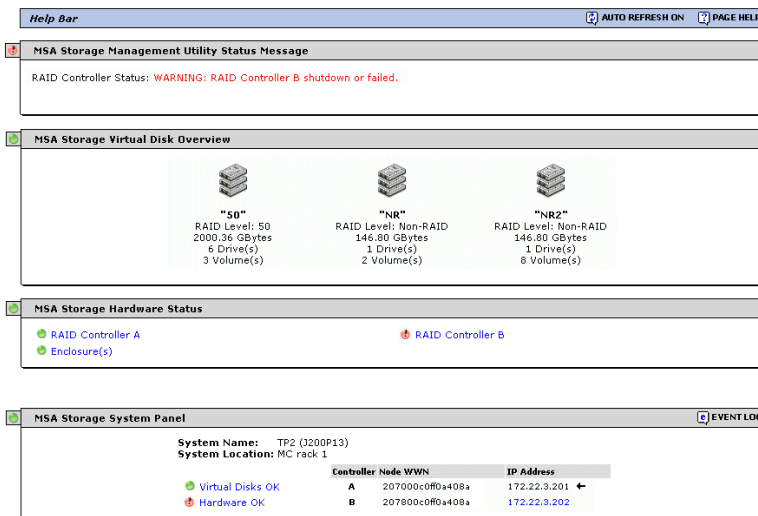 Help Bar AUTO REFRESH ON PAGE HELP
MSA Storage Management Utility Status Message
RAID Controller Status: WARNING: RAID Controller B shutdown or failed.
MSA Storage Virtual Disk Overview
"50" "NR" "NR2"
RAID Level: 50 RAID Level: Non-RAID RAID Level: Non-RAID
2000.36 GBytes 146.80 GBytes 146.80 GBytes
6 Drive(s) 1 Drive(s) 1 Drive(s)
3 Volume(s) 2 Volume(s) 8 Volume(s)
MSA Storage Hardware Status
RAID Controller A RAID Controller B
Enclosure(s)
MSA Storage System Panel EVENT LO
System Name: TP2 (J200P13)
System Location: MC rack 1
Controller Node WWN IP Address
Virtual Disks OK A 207000c0ff0a408a 172.22.3.201
Hardware OK B 207800c0ff0a408a 172.22.3.202